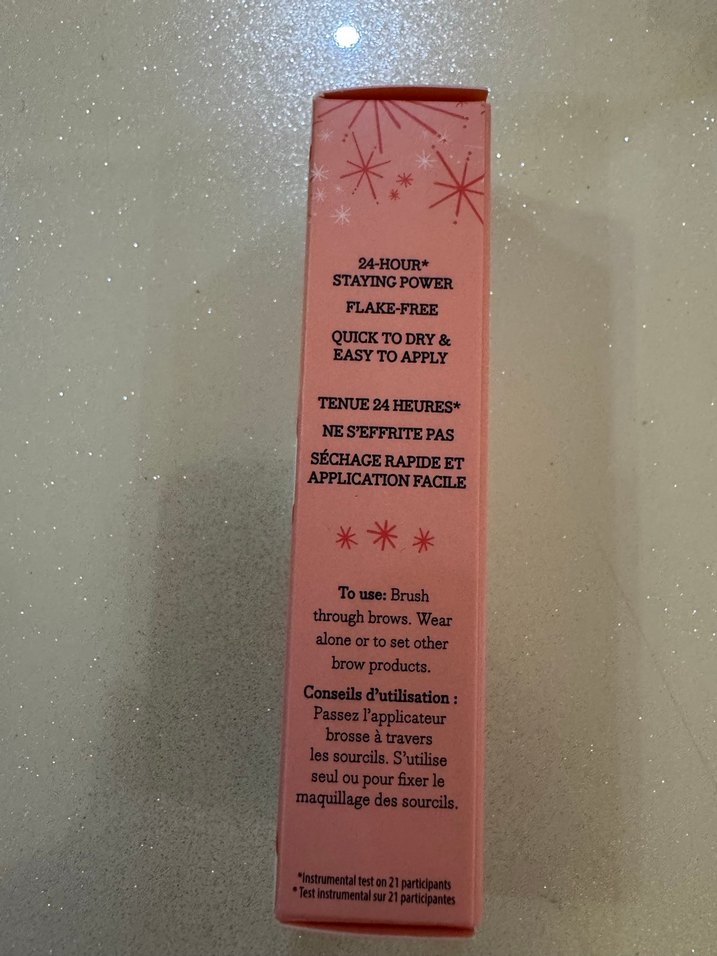 24-HOUR*
STAYING POWER
FLAKE-FREE
QUICK TO DRY &
EASY TO APPLY
TENUE 24 HEURES*
NE S'EFFRITE PAS
SÉCHAGE RAPIDE ET
APPLICATION FACILE
To use: Brush
through brows. Wear
alone or to set other
brow products.
Conseils d'utilisation :
Passez l'applicateur
brosse à travers
les sourcils. S'utilise
seul ou pour fixer le
maquillage des sourcils.
*Instrumental test on 21 participants
* Test instrumental sur 21 participantes